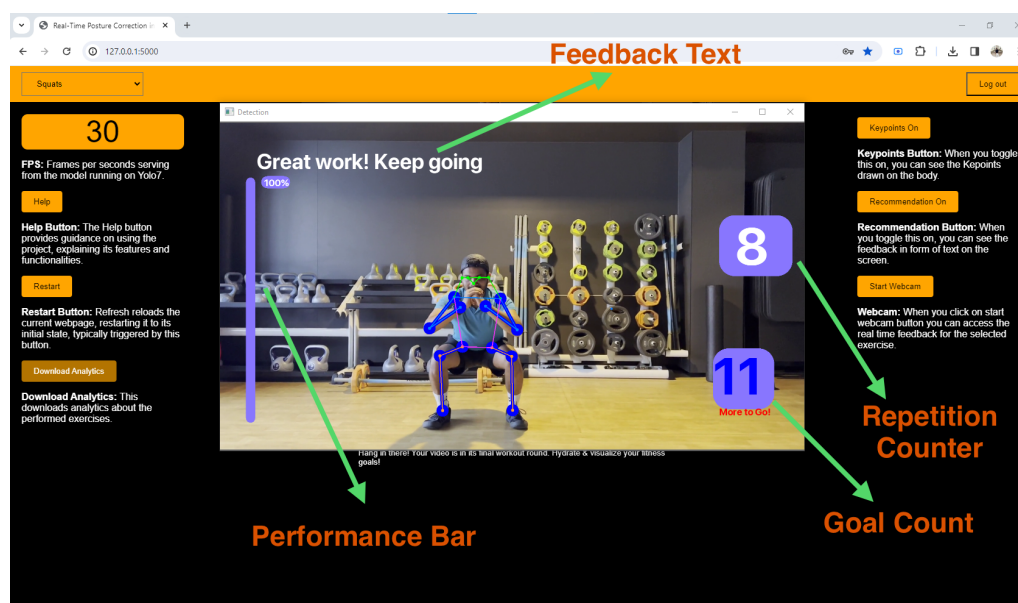 Real-Time Posture Correction in
127.0.0.1:5000
Feedback Text
Squats
Log out
Detection
30
FPS: Frames per seconds serving
from the model running on Yolo7.
Help
Help Button: The Help button
provides guidance on using the
project, explaining its features and
functionalities.
Restart
Restart Button: Refresh reloads the
current webpage, restarting it to its
initial state, typically triggered by this
button.
Download Analytics
Download Analytics: This
downloads analytics about the
performed exercises.
Great work! Keep going
100%
8
11
More to Go!
Hang in there! Your video is in its final workout round. Hydrate & visualize your fitness
goals!
Keypoints On
Keypoints Button: When you toggle
this on, you can see the Kepoints
drawn on the body.
Recommendation On
Recommendation Button: When
you toggle this on, you can see the
feedback in form of text on the
screen.
Start Webcam
Webcam: When you click on start
webcam button you can access the
real time feedback for the selected
exercise.
Repetition
Counter
Goal Count
Performance Bar